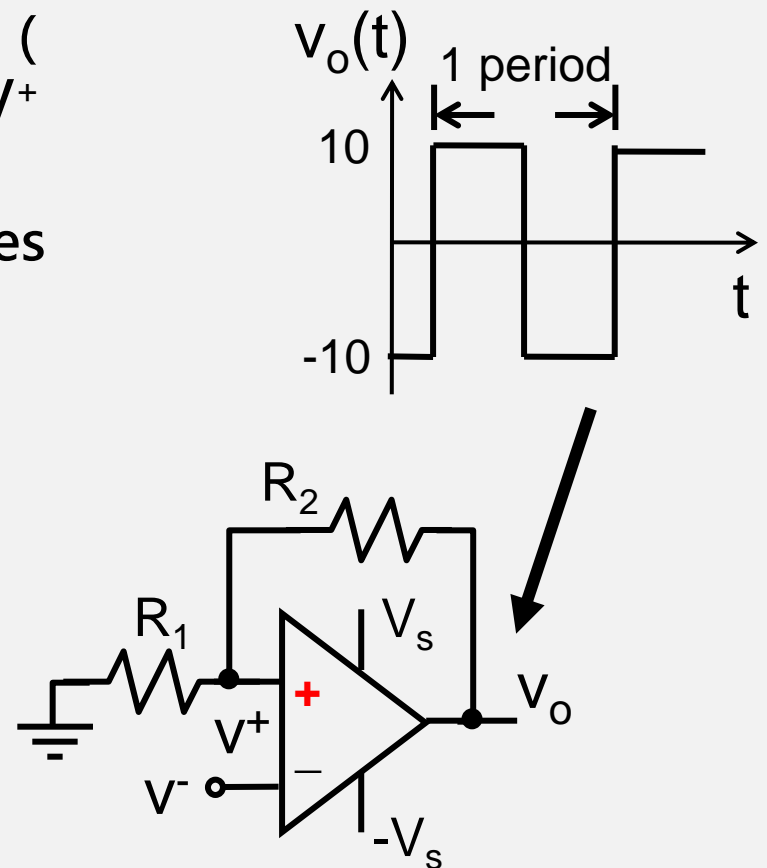 (
v⁺
es
vₒ(t)
1 period
10
-10
t
R₂
R₁
Vₛ
+
v⁺
−
v⁻
vₒ
-Vₛ